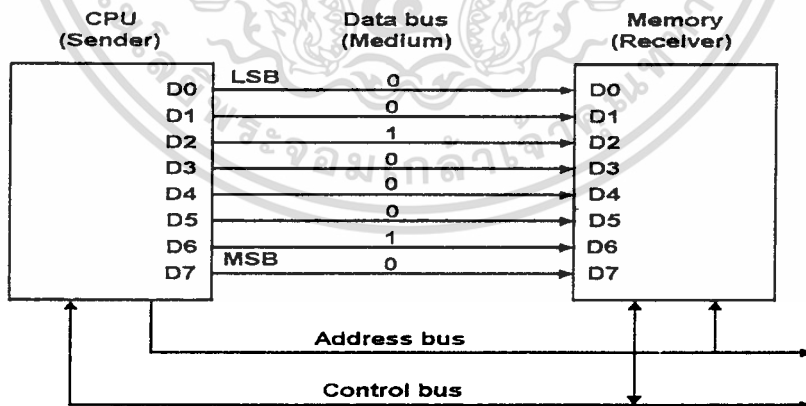 CPU
(Sender)
Data bus
(Medium)
Memory
(Receiver)
D0 LSB 0 D0
D1 0 D1
D2 1 D2
D3 0 D3
D4 0 D4
D5 0 D5
D6 1 D6
D7 MSB 0 D7
Address bus
Control bus